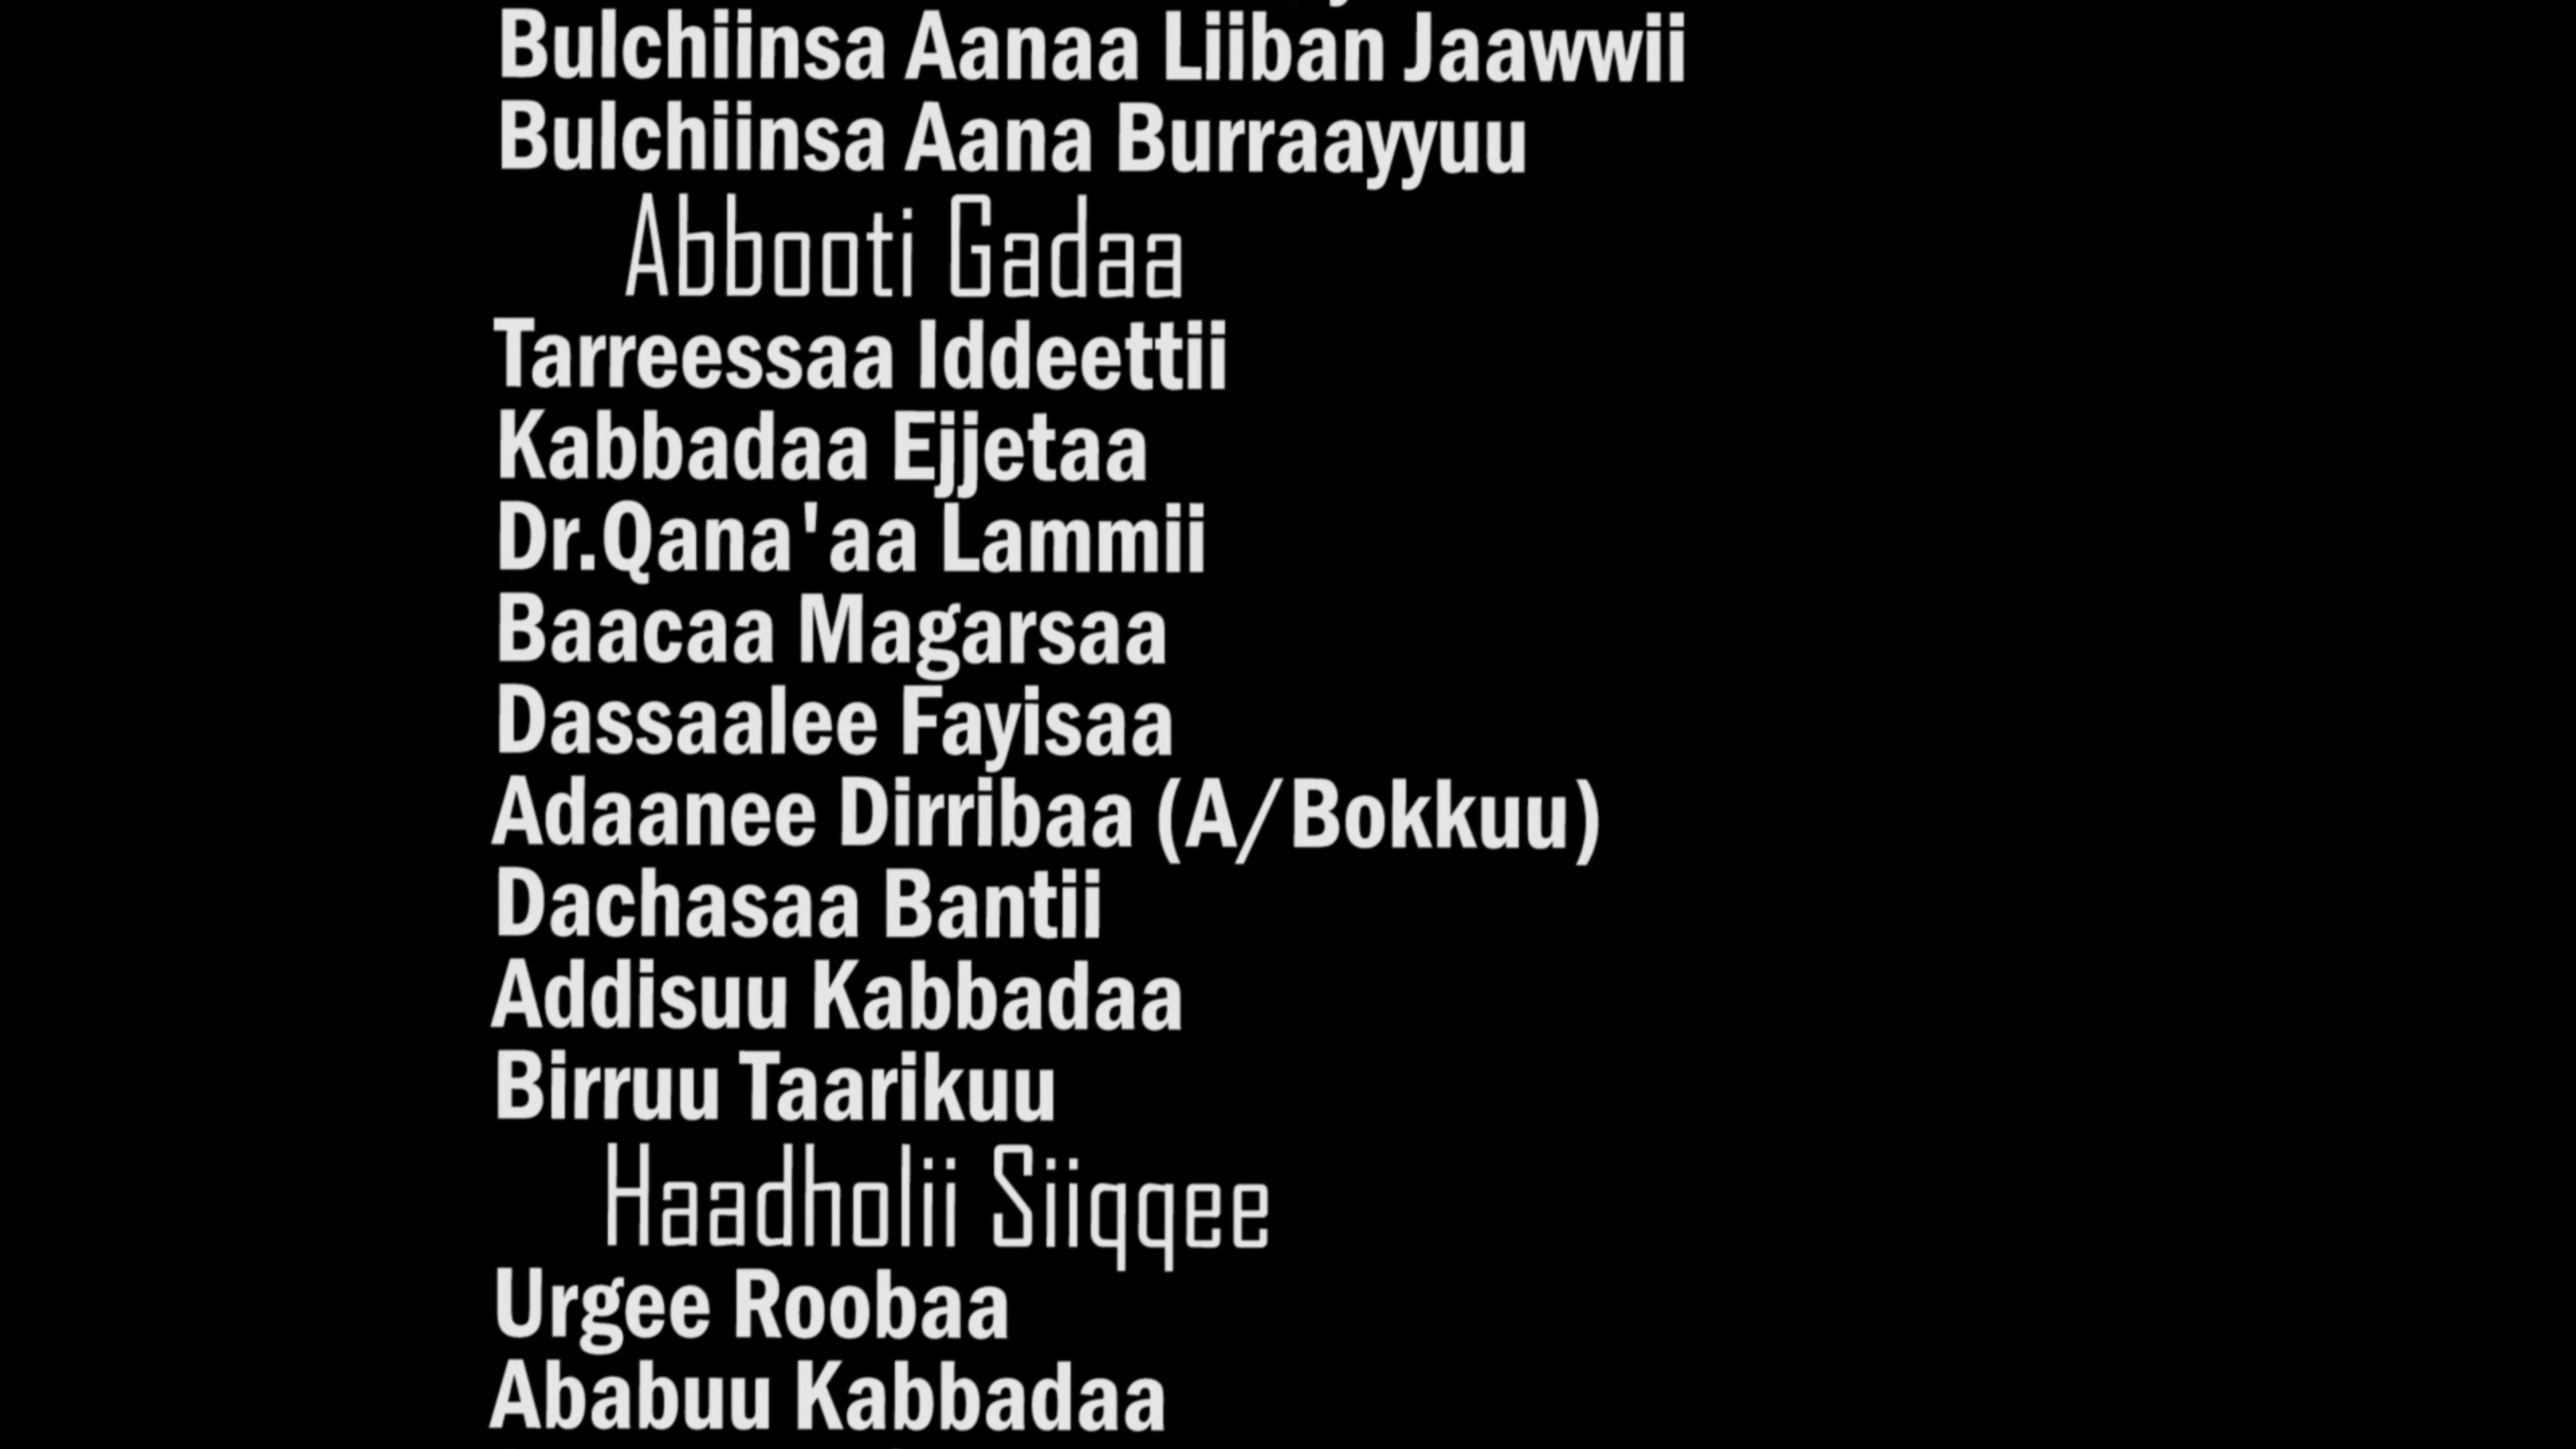 Bulchiinsa Aanaa Liiban Jaawwii
Bulchiinsa Aana Burraayyuu
Abbooti Gadaa
Tarreessaa Iddeettii
Kabbadaa Ejjetaa
Dr.Qana'aa Lammii
Baacaa Magarsaa
Dassaalee Fayisaa
Adaanee Dirribaa (A/Bokkuu)
Dachasaa Bantii
Addisuu Kabbadaa
Birruu Taarikuu
Haadholii Siiqqee
Urgee Roobaa
Ababuu Kabbadaa